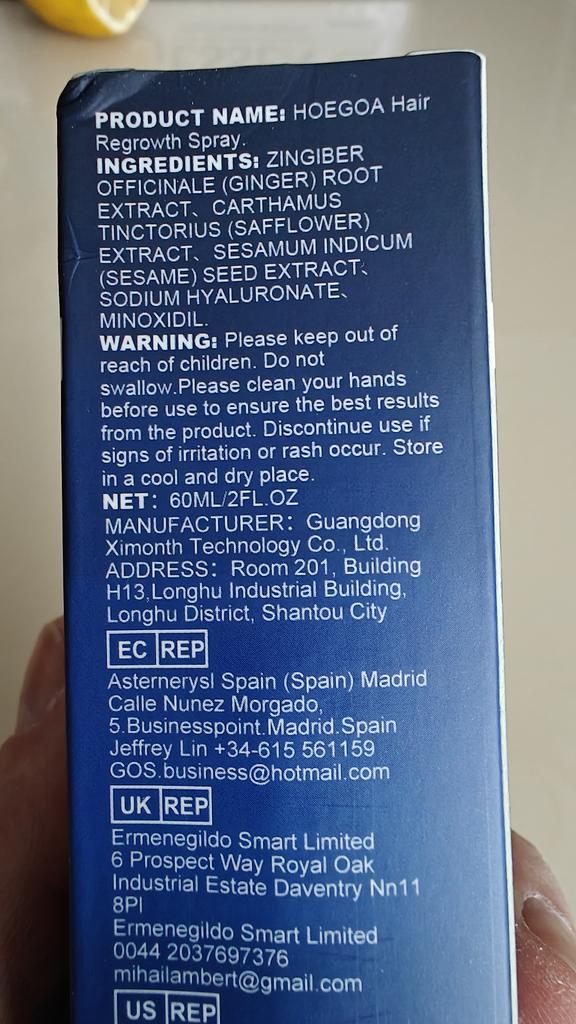 PRODUCT NAME: HOEGOA Hair
Regrowth Spray.
INGREDIENTS: ZINGIBER
OFFICINALE (GINGER) ROOT
EXTRACT、CARTHAMUS
TINCTORIUS (SAFFLOWER)
EXTRACT、SESAMUM INDICUM
(SESAME) SEED EXTRACT、
SODIUM HYALURONATE、
MINOXIDIL.
WARNING: Please keep out of
reach of children. Do not
swallow.Please clean your hands
before use to ensure the best results
from the product. Discontinue use if
signs of irritation or rash occur. Store
in a cool and dry place.
NET：60ML/2FL.OZ
MANUFACTURER：Guangdong
Ximonth Technology Co., Ltd.
ADDRESS：Room 201, Building
H13,Longhu Industrial Building,
Longhu District, Shantou City
EC REP
Asternerysl Spain (Spain) Madrid
Calle Nunez Morgado,
5.Businesspoint.Madrid.Spain
Jeffrey Lin +34-615 561159
GOS.business@hotmail.com
UK REP
Ermenegildo Smart Limited
6 Prospect Way Royal Oak
Industrial Estate Daventry Nn11
8Pl
Ermenegildo Smart Limited
0044 2037697376
mihailambert@gmail.com
US REP